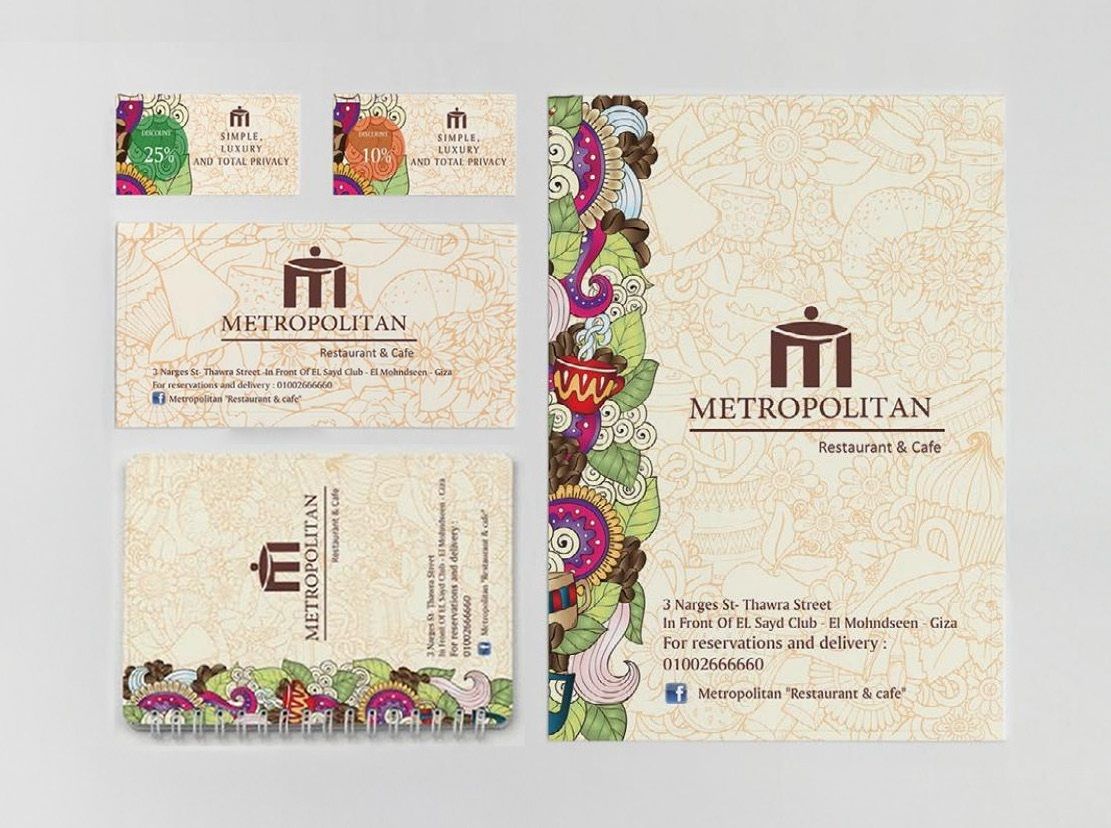 DISCOUNT
25%
SIMPLE,
LUXURY
AND TOTAL PRIVACY
DISCOUNT
10%
SIMPLE,
LUXURY
AND TOTAL PRIVACY
METROPOLITAN
Restaurant & Cafe
3 Narges St- Thawra Street -In Front Of EL Sayd Club - El Mohndseen - Giza
For reservations and delivery : 01002666660
f Metropolitan "Restaurant & cafe"
METROPOLITAN
Restaurant & Cafe
3 Narges St- Thawra Street
In Front Of EL Sayd Club - El Mohndseen - Giza
For reservations and delivery :
01002666660
f Metropolitan "Restaurant & cafe"
METROPOLITAN
Restaurant & Cafe
3 Narges St- Thawra Street
In Front Of EL Sayd Club - El Mohndseen - Giza
For reservations and delivery :
01002666660
f Metropolitan "Restaurant & cafe"